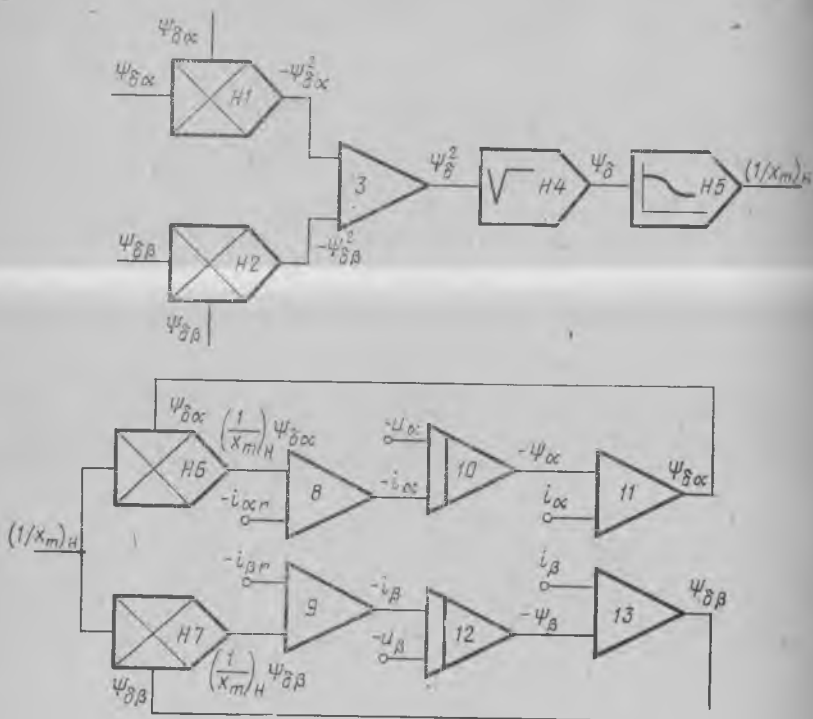 ψδα
ψδα
H1
-ψ²δα
3
ψ²δ
√
H4
ψδ
H5
(1/xm)н
ψδβ
H2
-ψ²δβ
ψδβ
ψδα
(1/xm)н ψδα
H6
-iαr
8
-uα
-iα
10
-ψα
iα
11
ψδα
(1/xm)н
-iβr
9
-iβ
-uβ
12
-ψβ
iβ
13
ψδβ
H7
(1/xm)н ψδβ
ψδβ